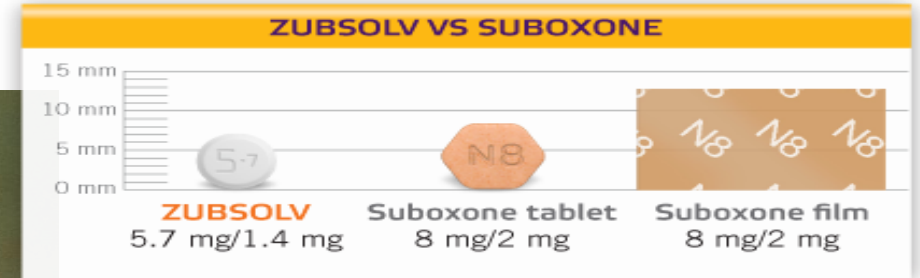 ZUBSOLV VS SUBOXONE
15 mm
10 mm
5 mm
0 mm
5.7
N8
N8 N8 N8
ZUBSOLV Suboxone tablet Suboxone film
5.7 mg/1.4 mg 8 mg/2 mg 8 mg/2 mg